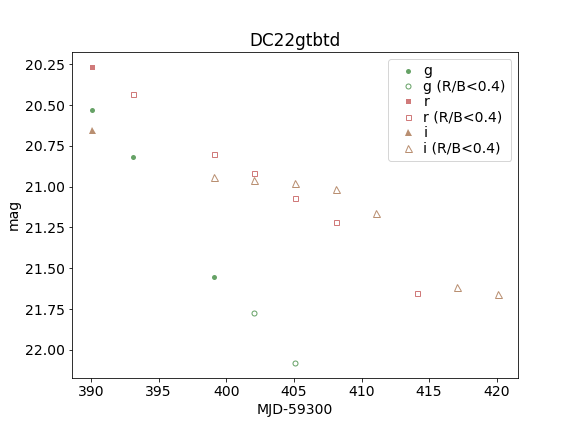 DC22gtbtd
20.25
20.50
20.75
21.00
21.25
21.50
21.75
22.00
mag
g
g (R/B<0.4)
r
r (R/B<0.4)
i
i (R/B<0.4)
390
395
400
405
410
415
420
MJD-59300